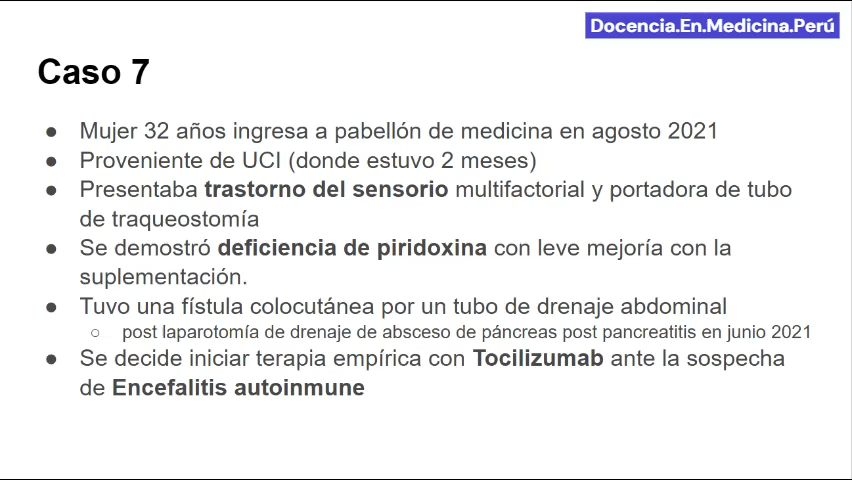 Docencia.En.Medicina.Perú
Caso 7
● Mujer 32 años ingresa a pabellón de medicina en agosto 2021
● Proveniente de UCI (donde estuvo 2 meses)
● Presentaba trastorno del sensorio multifactorial y portadora de tubo
de traqueostomía
● Se demostró deficiencia de piridoxina con leve mejoría con la
suplementación.
● Tuvo una fístula colocutánea por un tubo de drenaje abdominal
○ post laparotomía de drenaje de absceso de páncreas post pancreatitis en junio 2021
● Se decide iniciar terapia empírica con Tocilizumab ante la sospecha
de Encefalitis autoinmune